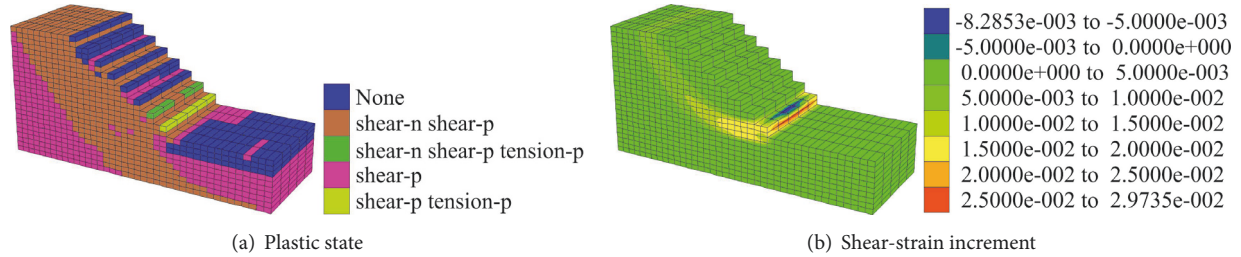 None
shear-n shear-p
shear-n shear-p tension-p
shear-p
shear-p tension-p
(a) Plastic state
-8.2853e-003 to -5.0000e-003
-5.0000e-003 to 0.0000e+000
0.0000e+000 to 5.0000e-003
5.0000e-003 to 1.0000e-002
1.0000e-002 to 1.5000e-002
1.5000e-002 to 2.0000e-002
2.0000e-002 to 2.5000e-002
2.5000e-002 to 2.9735e-002
(b) Shear-strain increment